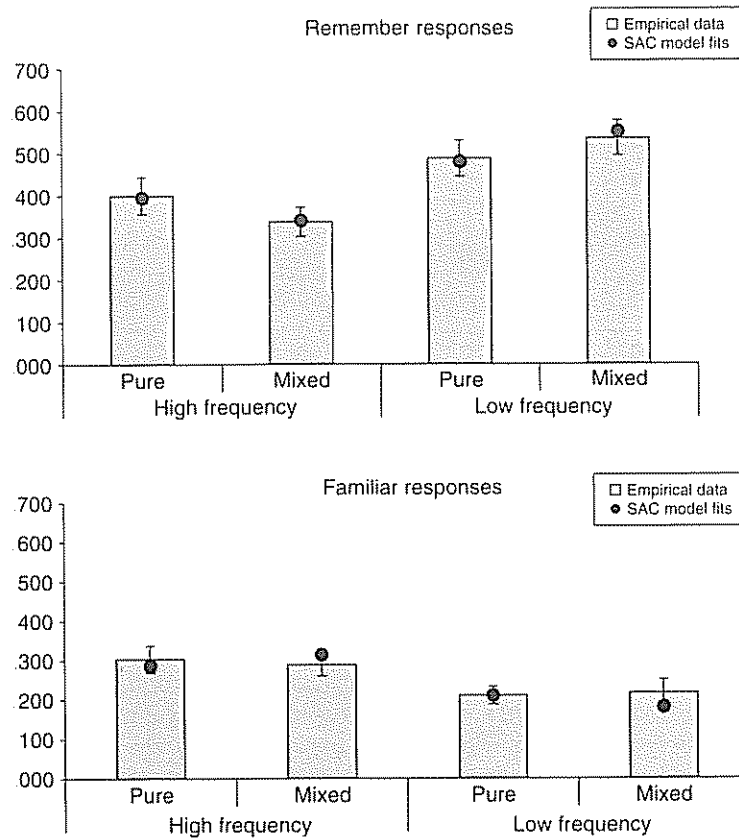 Remember responses
Empirical data
SAC model fits
.700
.600
.500
.400
.300
.200
.100
.000
Pure Mixed Pure Mixed
High frequency Low frequency
Familiar responses
Empirical data
SAC model fits
.700
.600
.500
.400
.300
.200
.100
.000
Pure Mixed Pure Mixed
High frequency Low frequency